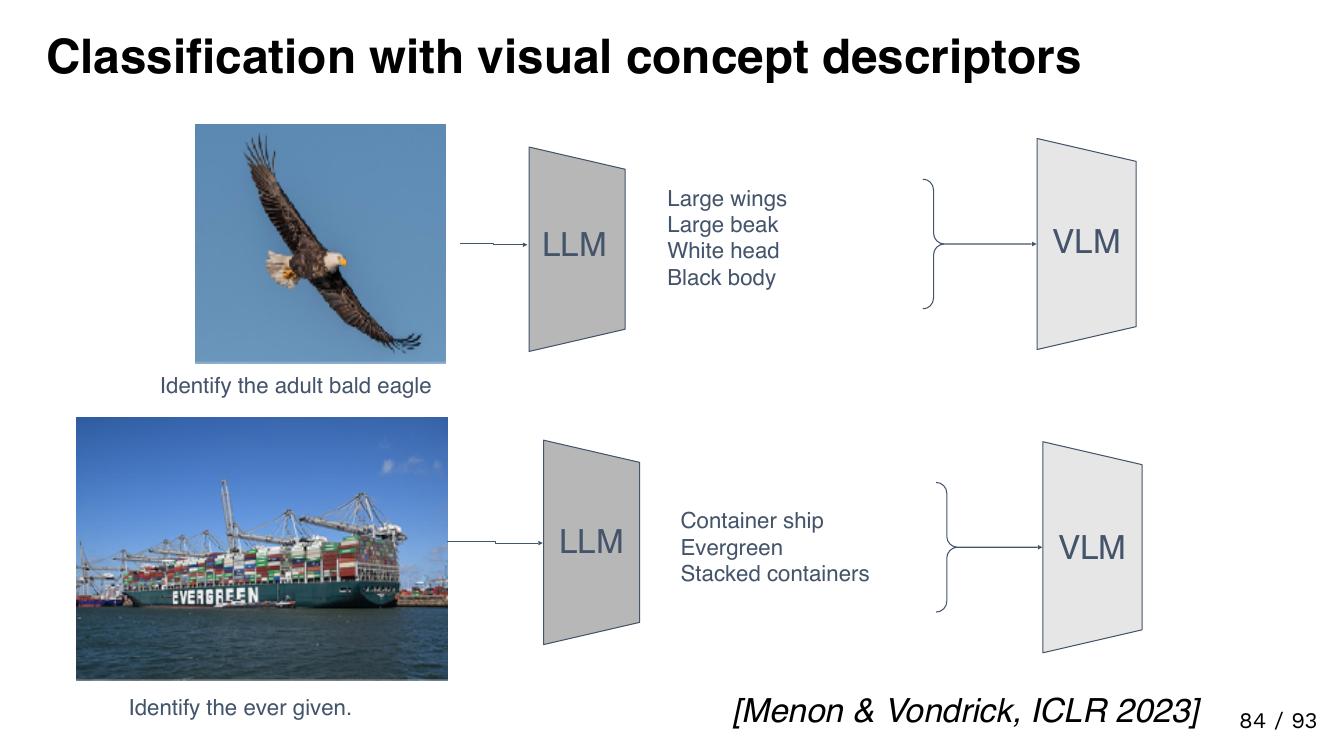 Classification with visual concept descriptors
LLM
Large wings
Large beak
White head
Black body
VLM
Identify the adult bald eagle
EVERGREEN
LLM
Container ship
Evergreen
Stacked containers
VLM
Identify the ever given.
[Menon & Vondrick, ICLR 2023]
84 / 93